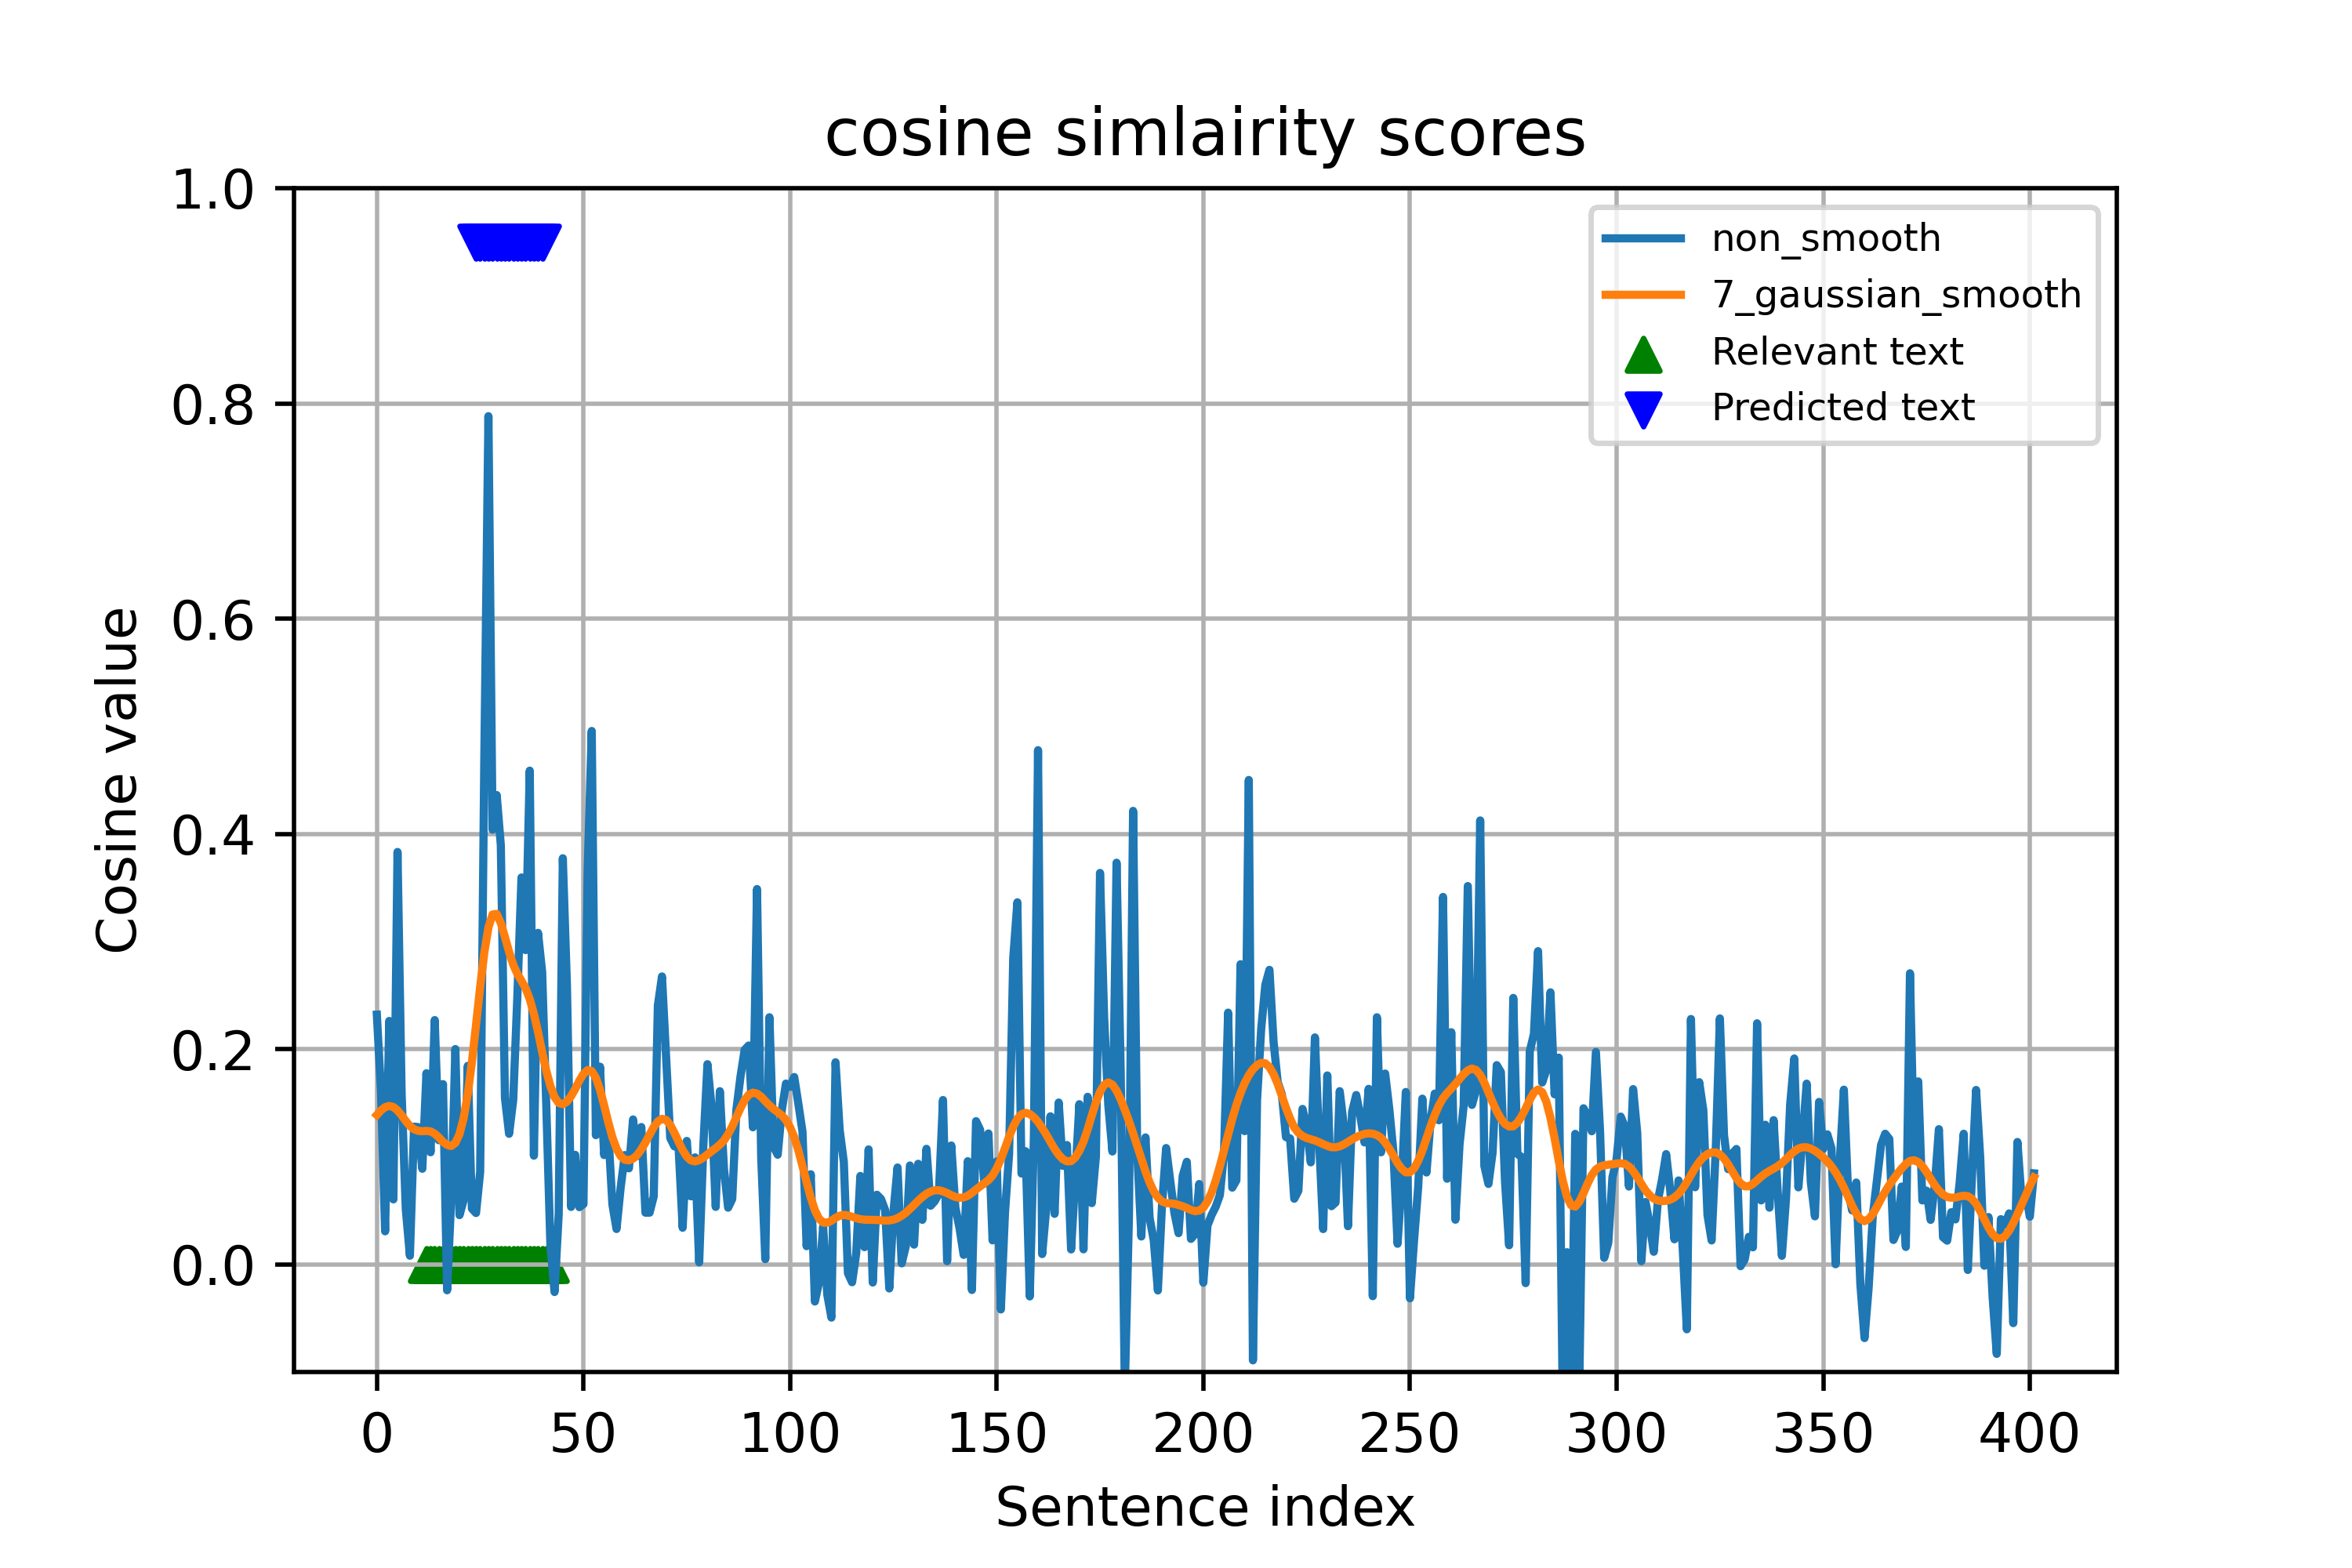 cosine simlairity scores
1.0
0.8
0.6
0.4
0.2
0.0
Cosine value
non_smooth
7_gaussian_smooth
Relevant text
Predicted text
0 50 100 150 200 250 300 350 400
Sentence index